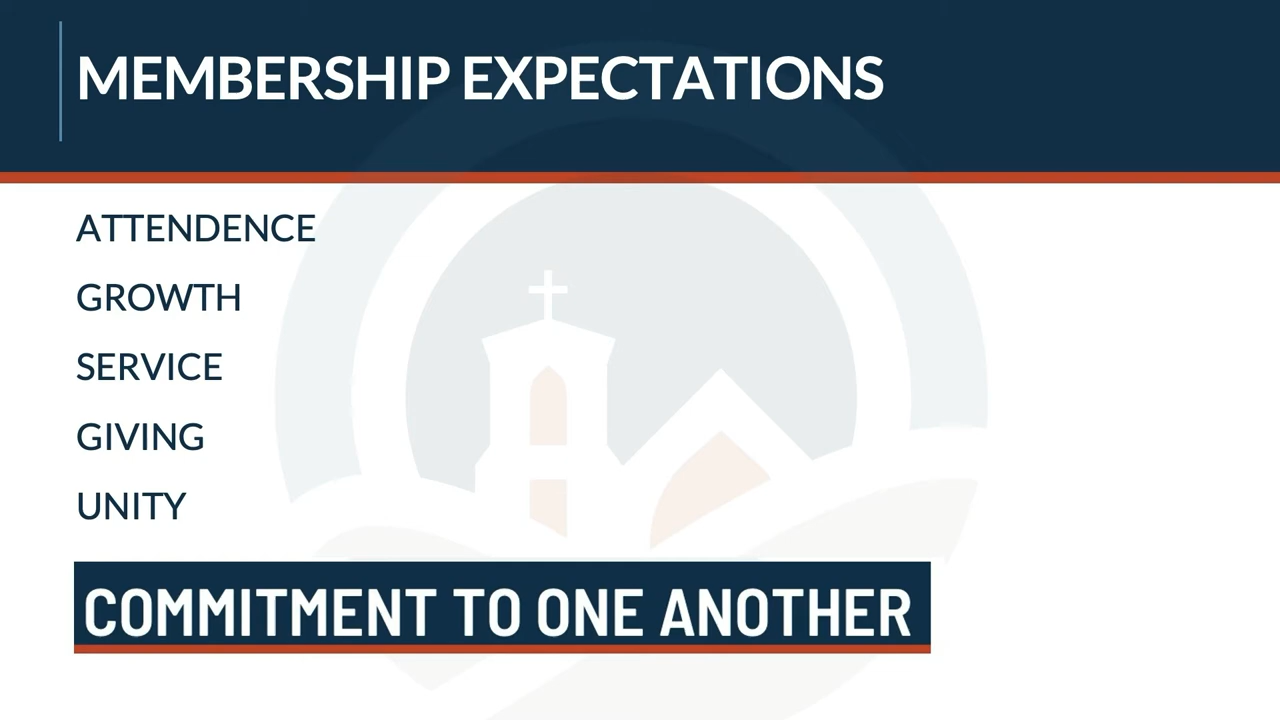 MEMBERSHIP EXPECTATIONS
ATTENDENCE
GROWTH
SERVICE
GIVING
UNITY
COMMITMENT TO ONE ANOTHER